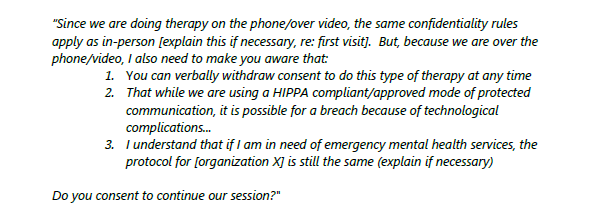 "Since we are doing therapy on the phone/over video, the same confidentiality rules
apply as in-person [explain this if necessary, re: first visit].  But, because we are over the
phone/video, I also need to make you aware that:
1. You can verbally withdraw consent to do this type of therapy at any time
2. That while we are using a HIPPA compliant/approved mode of protected
communication, it is possible for a breach because of technological
complications...
3. I understand that if I am in need of emergency mental health services, the
protocol for [organization X] is still the same (explain if necessary)
Do you consent to continue our session?"